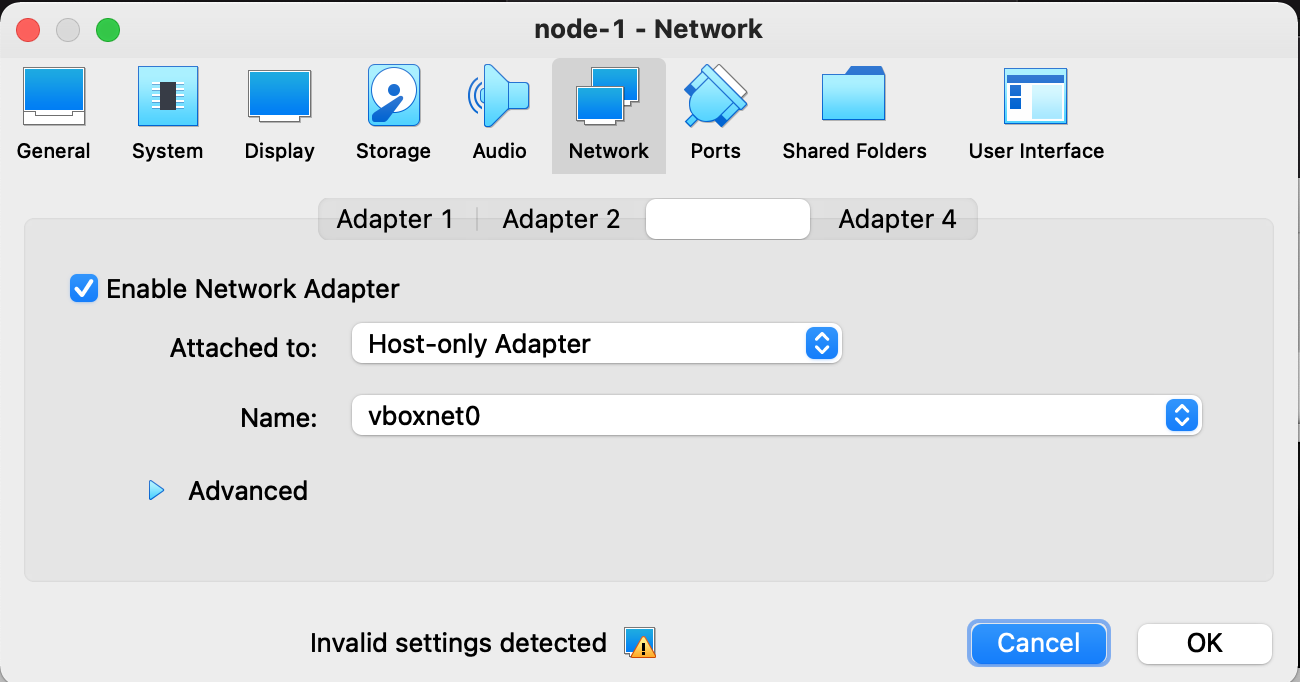 node-1 - Network
General System Display Storage Audio Network Ports Shared Folders User Interface
Adapter 1 Adapter 2 Adapter 4
Enable Network Adapter
Attached to: Host-only Adapter
Name: vboxnet0
Advanced
Invalid settings detected Cancel OK